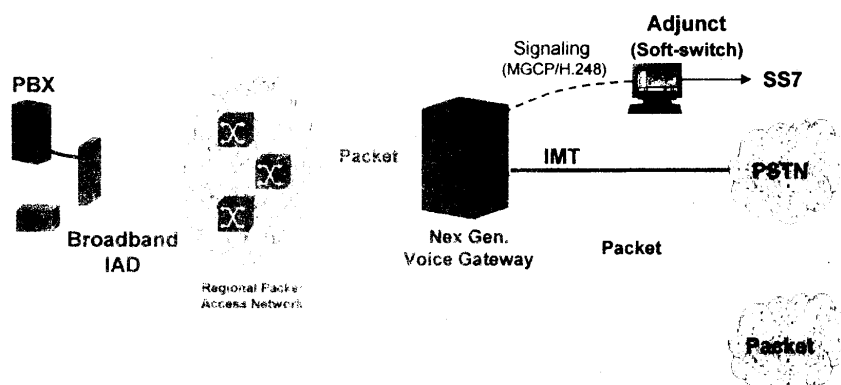 Adjunct
(Soft-switch)
Signaling
(MGCP/H.248)
SS7
PBX
Packet
IMT
PSTN
Broadband
IAD
Nex Gen.
Voice Gateway
Packet
Regional Packet
Access Network
Packet